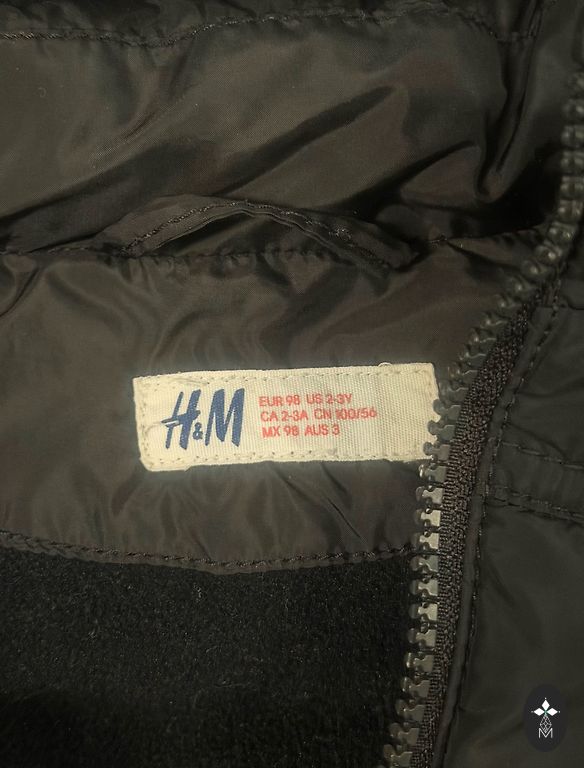 H&M
EUR 98 US 2-3Y
CA 2-3A CN 100/56
MX 98 AUS 3
M